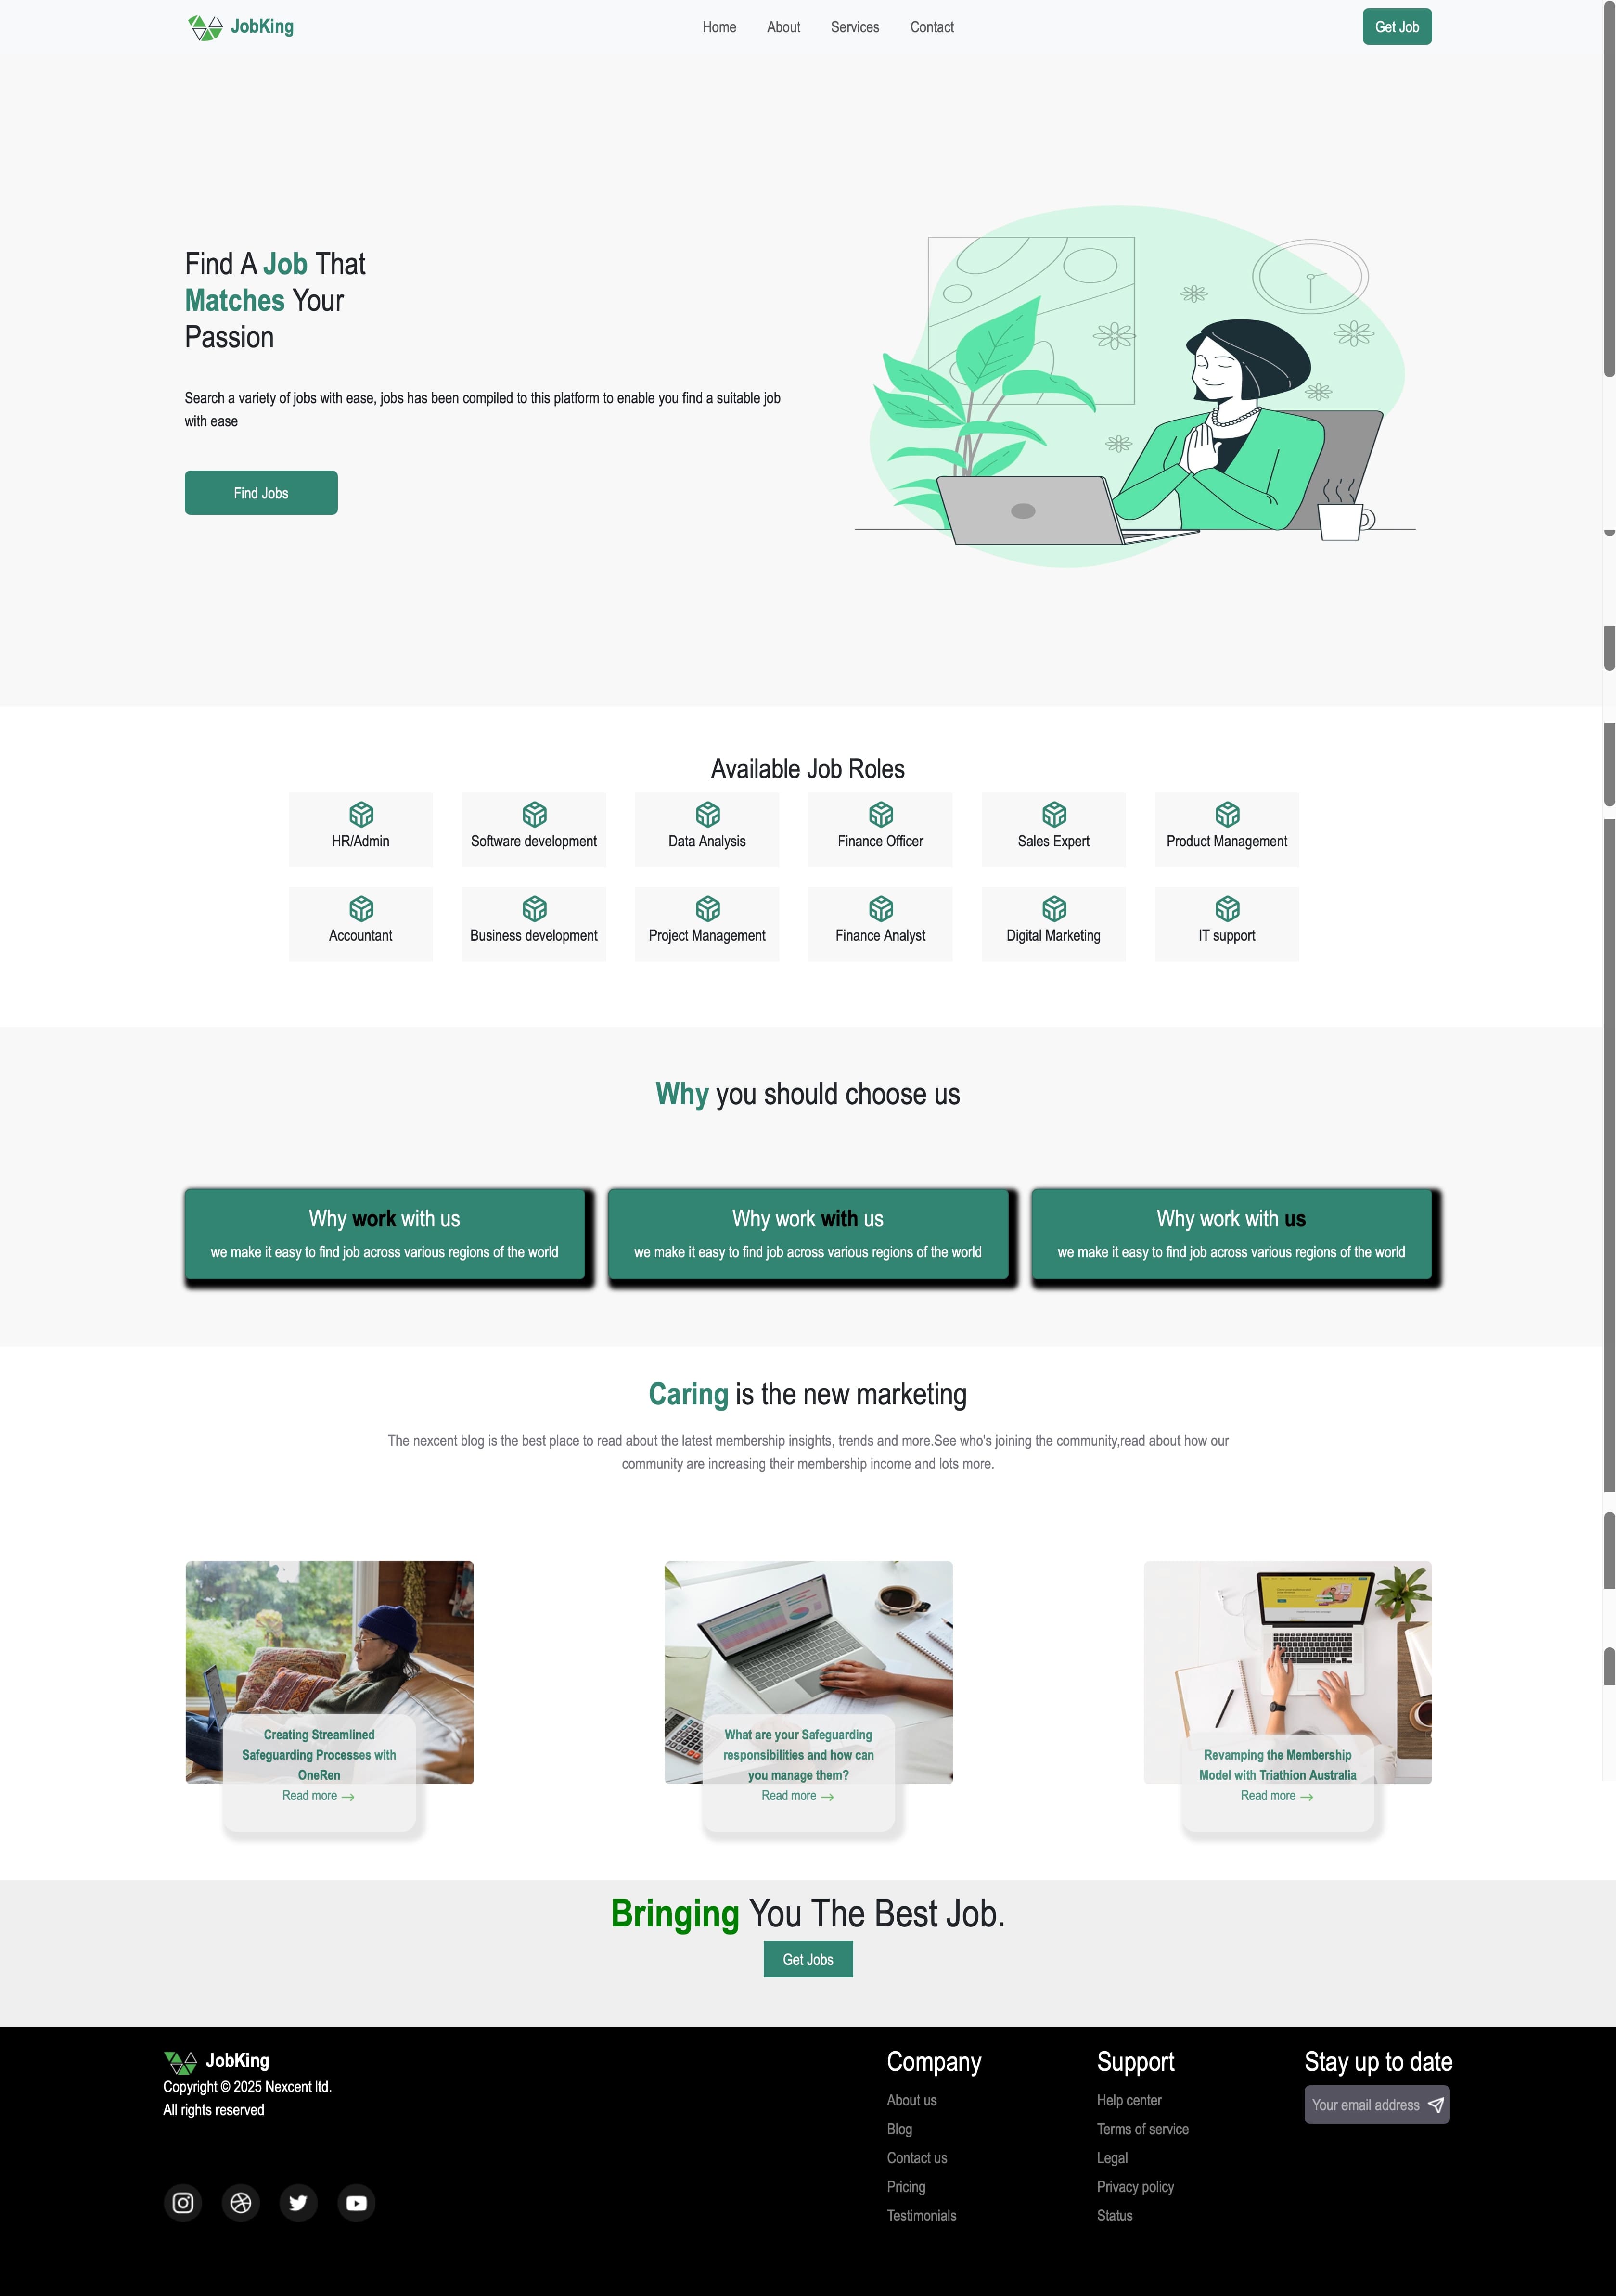 JobKing
Home
About
Services
Contact
Get Job
Find A Job That
Matches Your
Passion
Search a variety of jobs with ease, jobs has been compiled to this platform to enable you find a suitable job
with ease
Find Jobs
Available Job Roles
HR/Admin
Software development
Data Analysis
Finance Officer
Sales Expert
Product Management
Accountant
Business development
Project Management
Finance Analyst
Digital Marketing
IT support
Why you should choose us
Why work with us
we make it easy to find job across various regions of the world
Why work with us
we make it easy to find job across various regions of the world
Why work with us
we make it easy to find job across various regions of the world
Caring is the new marketing
The nexcent blog is the best place to read about the latest membership insights, trends and more.See who's joining the community,read about how our
community are increasing their membership income and lots more.
Creating Streamlined
Safeguarding Processes with
OneRen
Read more →
What are your Safeguarding
responsibilities and how can
you manage them?
Read more →
Revamping the Membership
Model with Triathion Australia
Read more →
Bringing You The Best Job.
Get Jobs
JobKing
Copyright © 2025 Nexcent ltd.
All rights reserved
Company
About us
Blog
Contact us
Pricing
Testimonials
Support
Help center
Terms of service
Legal
Privacy policy
Status
Stay up to date
Your email address